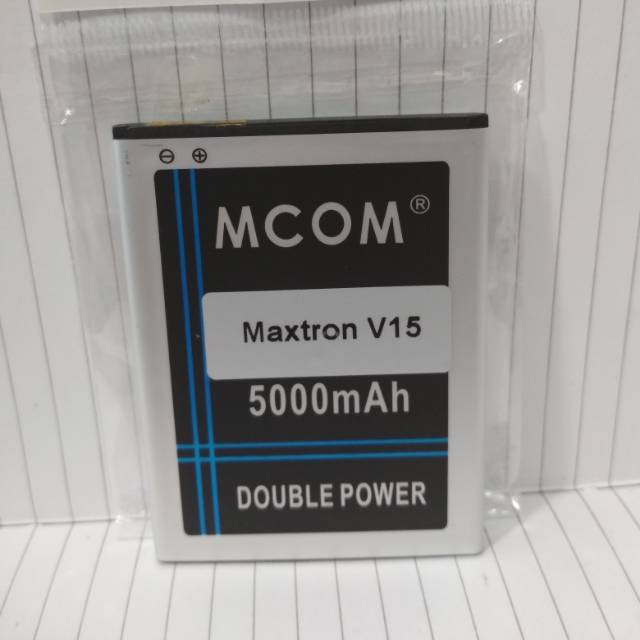 ⊖ ⊕
MCOM®
Maxtron V15
5000mAh
DOUBLE POWER